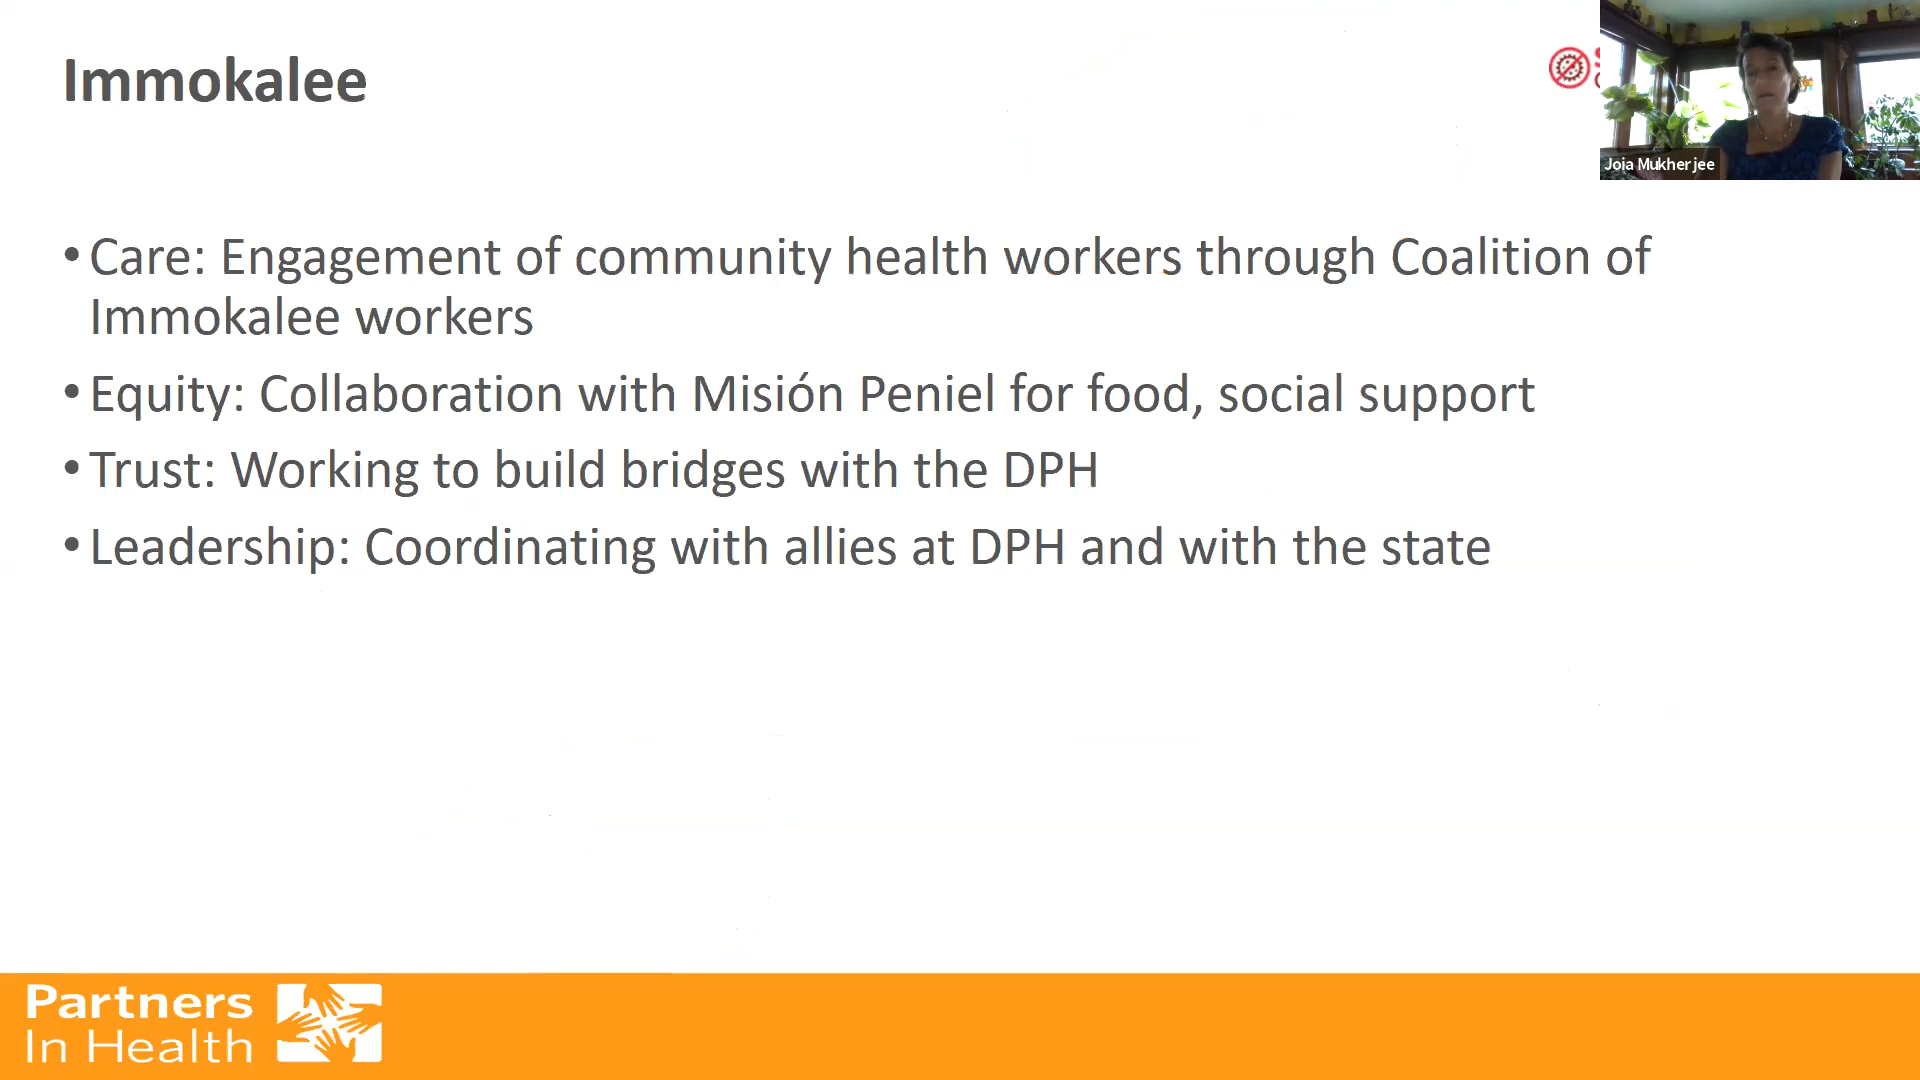 Immokalee
Joia Mukherjee
• Care: Engagement of community health workers through Coalition of
Immokalee workers
• Equity: Collaboration with Misión Peniel for food, social support
• Trust: Working to build bridges with the DPH
• Leadership: Coordinating with allies at DPH and with the state
Partners
In Health